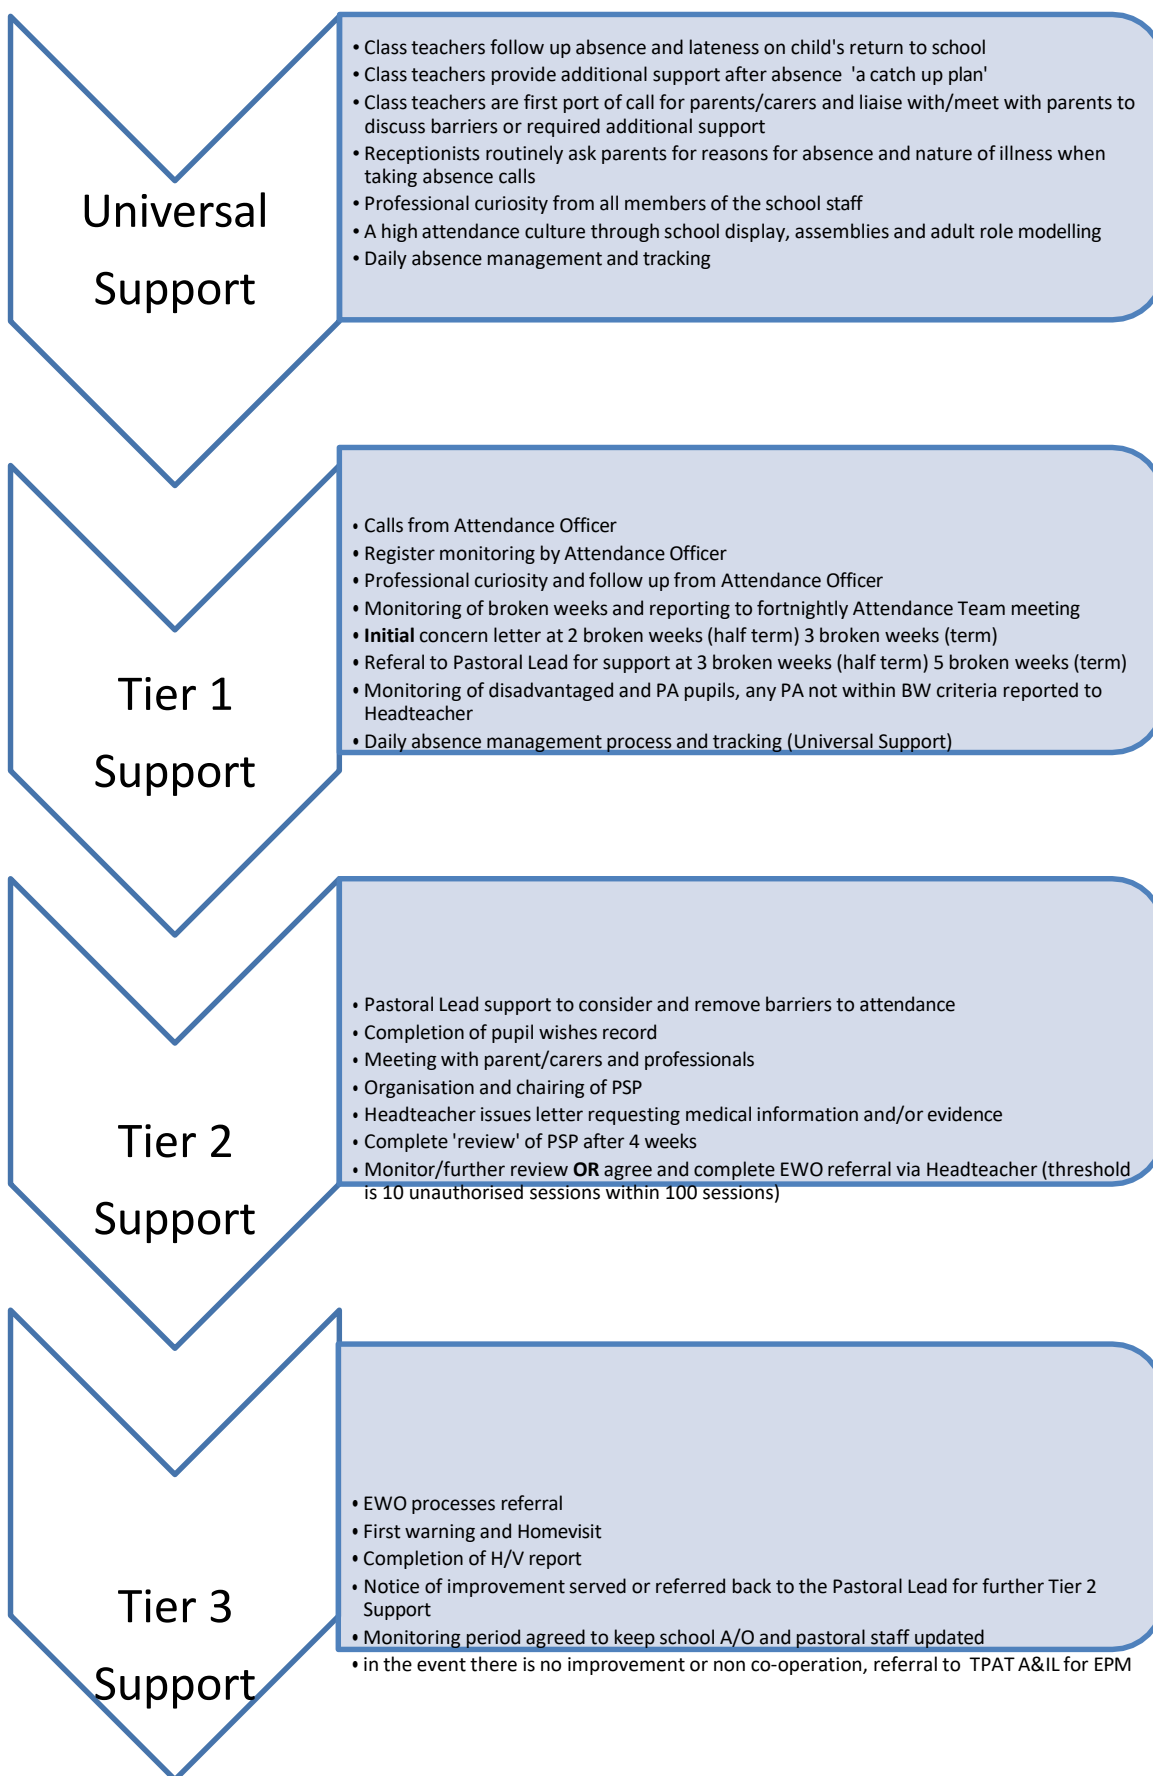 Universal
Support
• Class teachers follow up absence and lateness on child's return to school
• Class teachers provide additional support after absence 'a catch up plan'
• Class teachers are first port of call for parents/carers and liaise with/meet with parents to
discuss barriers or required additional support
• Receptionists routinely ask parents for reasons for absence and nature of illness when
taking absence calls
• Professional curiosity from all members of the school staff
• A high attendance culture through school display, assemblies and adult role modelling
• Daily absence management and tracking
Tier 1
Support
• Calls from Attendance Officer
• Register monitoring by Attendance Officer
• Professional curiosity and follow up from Attendance Officer
• Monitoring of broken weeks and reporting to fortnightly Attendance Team meeting
• Initial concern letter at 2 broken weeks (half term) 3 broken weeks (term)
• Referal to Pastoral Lead for support at 3 broken weeks (half term) 5 broken weeks (term)
• Monitoring of disadvantaged and PA pupils, any PA not within BW criteria reported to
Headteacher
• Daily absence management process and tracking (Universal Support)
Tier 2
Support
• Pastoral Lead support to consider and remove barriers to attendance
• Completion of pupil wishes record
• Meeting with parent/carers and professionals
• Organisation and chairing of PSP
• Headteacher issues letter requesting medical information and/or evidence
• Complete 'review' of PSP after 4 weeks
• Monitor/further review OR agree and complete EWO referral via Headteacher (threshold
is 10 unauthorised sessions within 100 sessions)
Tier 3
Support
• EWO processes referral
• First warning and Homevisit
• Completion of H/V report
• Notice of improvement served or referred back to the Pastoral Lead for further Tier 2
Support
• Monitoring period agreed to keep school A/O and pastoral staff updated
• in the event there is no improvement or non co-operation, referral to TPAT A&IL for EPM